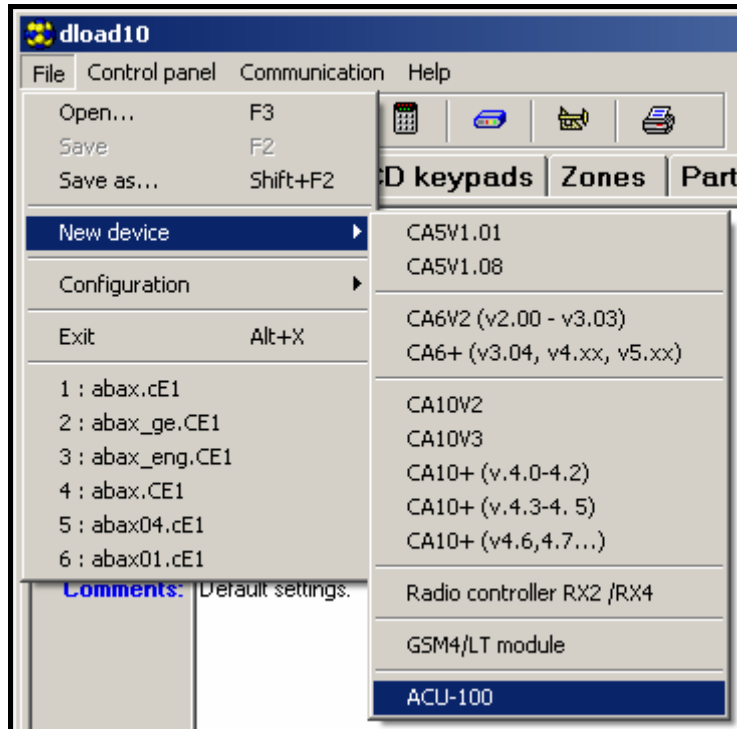 dload10
File Control panel Communication Help
Open... F3
Save F2
Save as... Shift+F2
CD keypads Zones Part
New device
Configuration
Exit Alt+X
1 : abax.cE1
2 : abax_ge.CE1
3 : abax_eng.CE1
4 : abax.CE1
5 : abax04.cE1
6 : abax01.cE1
CA5V1.01
CA5V1.08
CA6V2 (v2.00 - v3.03)
CA6+ (v3.04, v4.xx, v5.xx)
CA10V2
CA10V3
CA10+ (v.4.0-4.2)
CA10+ (v.4.3-4. 5)
CA10+ (v4.6,4.7...)
Radio controller RX2 /RX4
GSM4/LT module
ACU-100
Comments: Default settings.